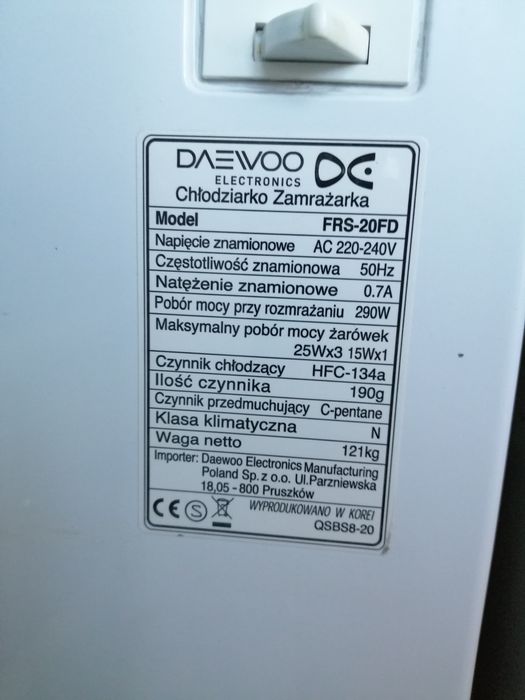 DAEWOO
ELECTRONICS
Chłodziarko Zamrażarka
Model FRS-20FD
Napięcie znamionowe AC 220-240V
Częstotliwość znamionowa 50Hz
Natężenie znamionowe 0.7A
Pobór mocy przy rozmrażaniu 290W
Maksymalny pobór mocy żarówek
25Wx3 15Wx1
Czynnik chłodzący HFC-134a
Ilość czynnika 190g
Czynnik przedmuchujący C-pentane
Klasa klimatyczna N
Waga netto 121kg
Importer: Daewoo Electronics Manufacturing
Poland Sp. z o.o. Ul.Parzniewska
18,05 - 800 Pruszków
CE S WYPRODUKOWANO W KOREI
QSBS8-20